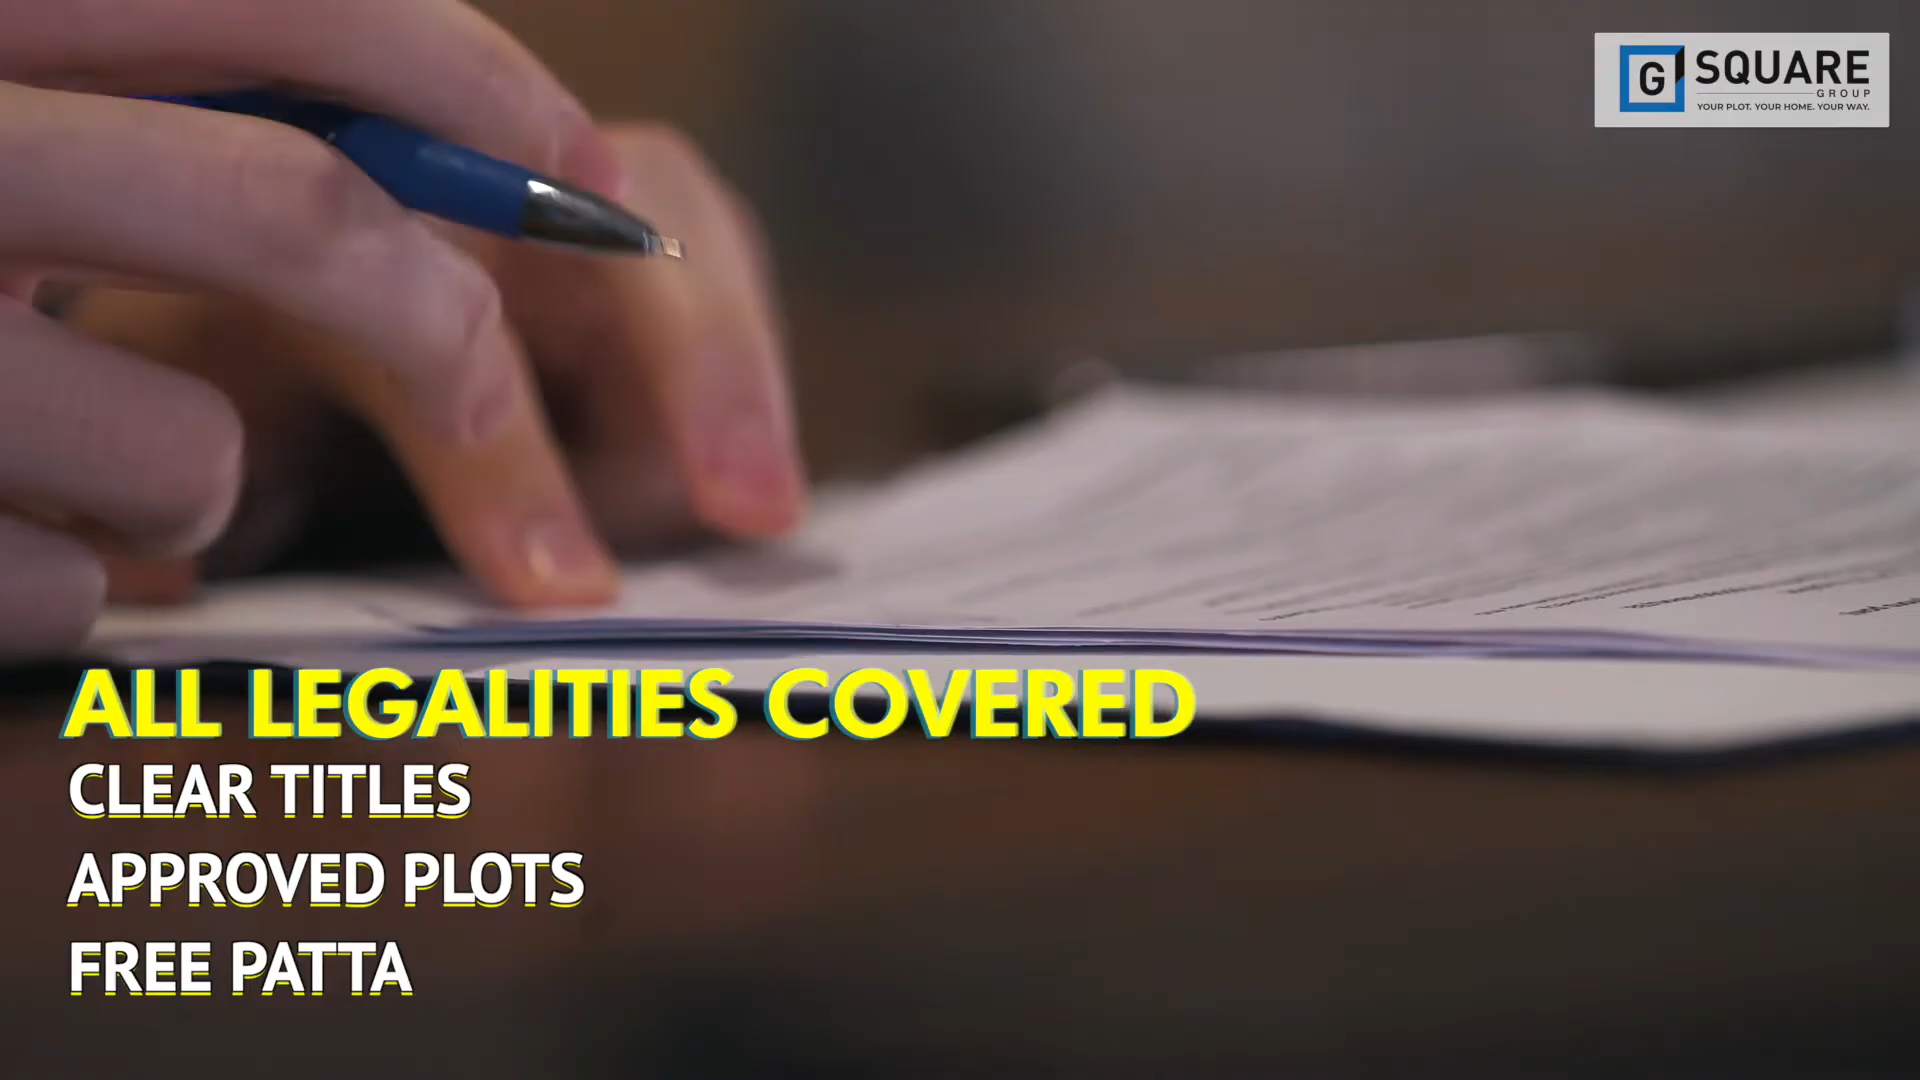 G SQUARE
GROUP
YOUR PLOT. YOUR HOME. YOUR WAY.
ALL LEGALITIES COVERED
CLEAR TITLES
APPROVED PLOTS
FREE PATTA